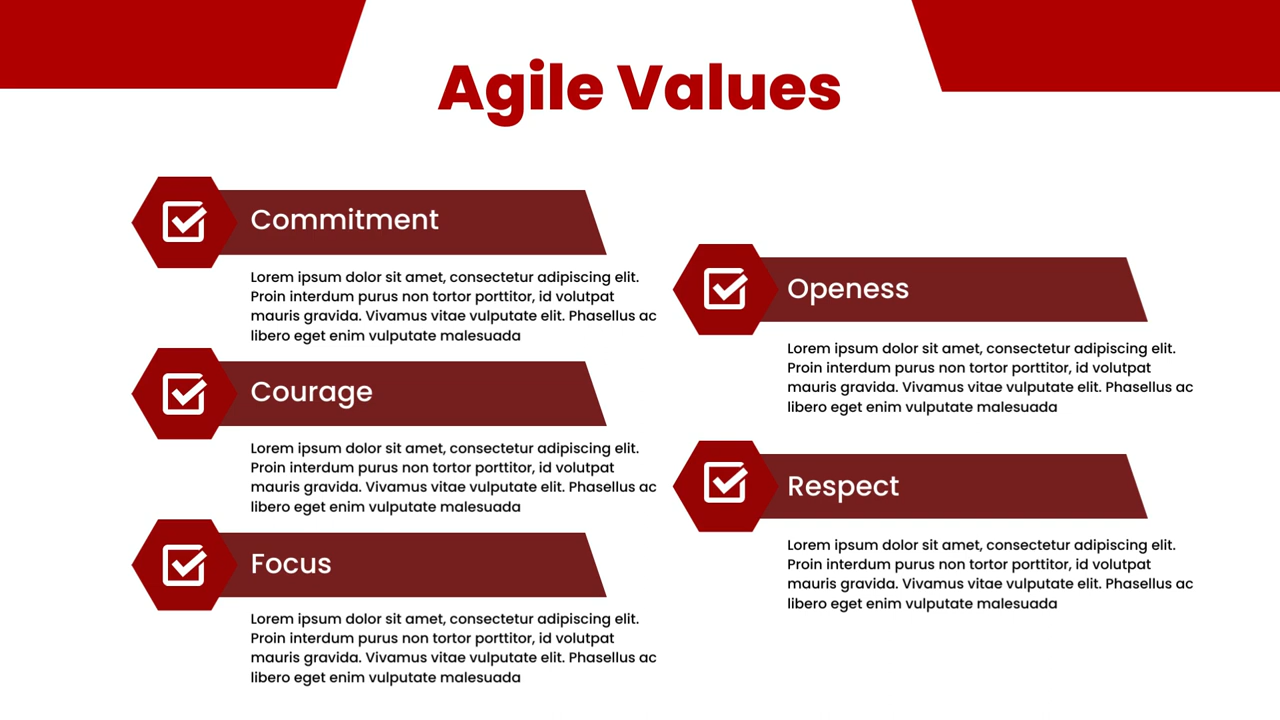 Agile Values
Commitment
Lorem ipsum dolor sit amet, consectetur adipiscing elit.
Proin interdum purus non tortor porttitor, id volutpat
mauris gravida. Vivamus vitae vulputate elit. Phasellus ac
libero eget enim vulputate malesuada
Courage
Lorem ipsum dolor sit amet, consectetur adipiscing elit.
Proin interdum purus non tortor porttitor, id volutpat
mauris gravida. Vivamus vitae vulputate elit. Phasellus ac
libero eget enim vulputate malesuada
Focus
Lorem ipsum dolor sit amet, consectetur adipiscing elit.
Proin interdum purus non tortor porttitor, id volutpat
mauris gravida. Vivamus vitae vulputate elit. Phasellus ac
libero eget enim vulputate malesuada
Openess
Lorem ipsum dolor sit amet, consectetur adipiscing elit.
Proin interdum purus non tortor porttitor, id volutpat
mauris gravida. Vivamus vitae vulputate elit. Phasellus ac
libero eget enim vulputate malesuada
Respect
Lorem ipsum dolor sit amet, consectetur adipiscing elit.
Proin interdum purus non tortor porttitor, id volutpat
mauris gravida. Vivamus vitae vulputate elit. Phasellus ac
libero eget enim vulputate malesuada